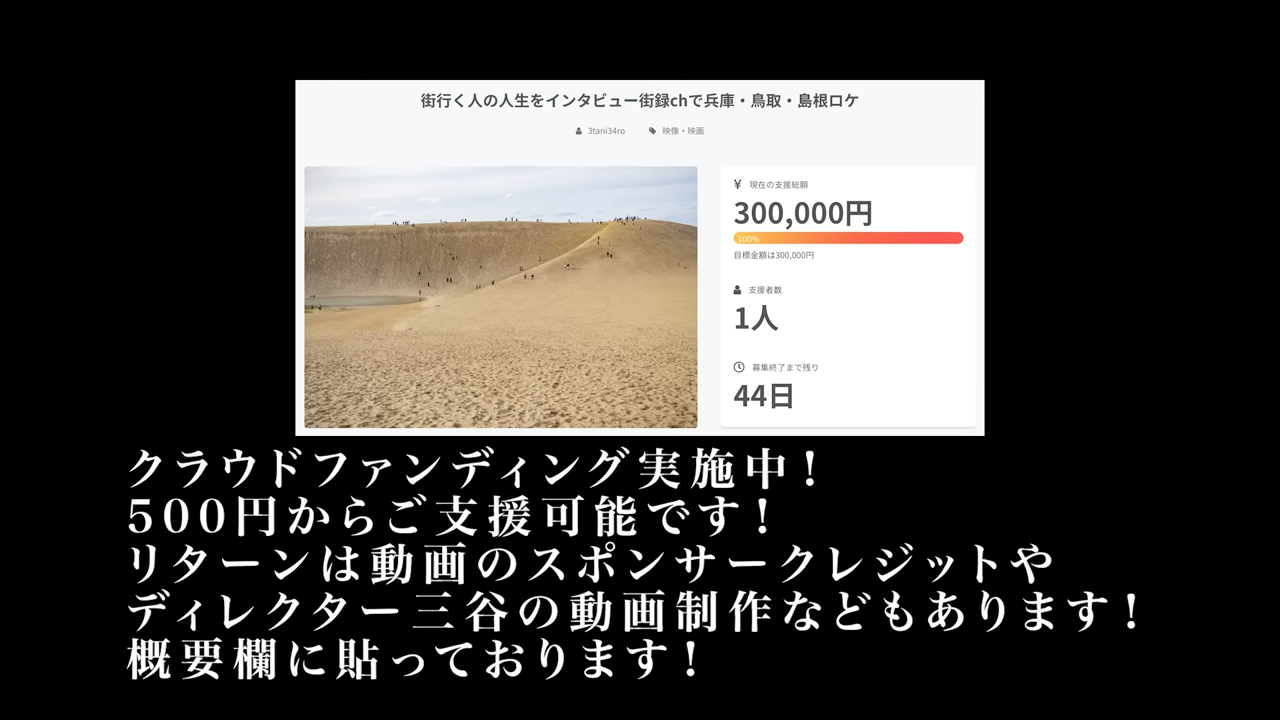 街行く人の人生をインタビュー街録chで兵庫・鳥取・島根ロケ
3tani34ro 映像・映画
¥ 現在の支援総額
300,000円
100%
目標金額は300,000円
支援者数
1人
募集終了まで残り
44日
クラウドファンディング実施中！
500円からご支援可能です！
リターンは動画のスポンサークレジットや
ディレクター三谷の動画制作などもあります！
概要欄に貼っております！